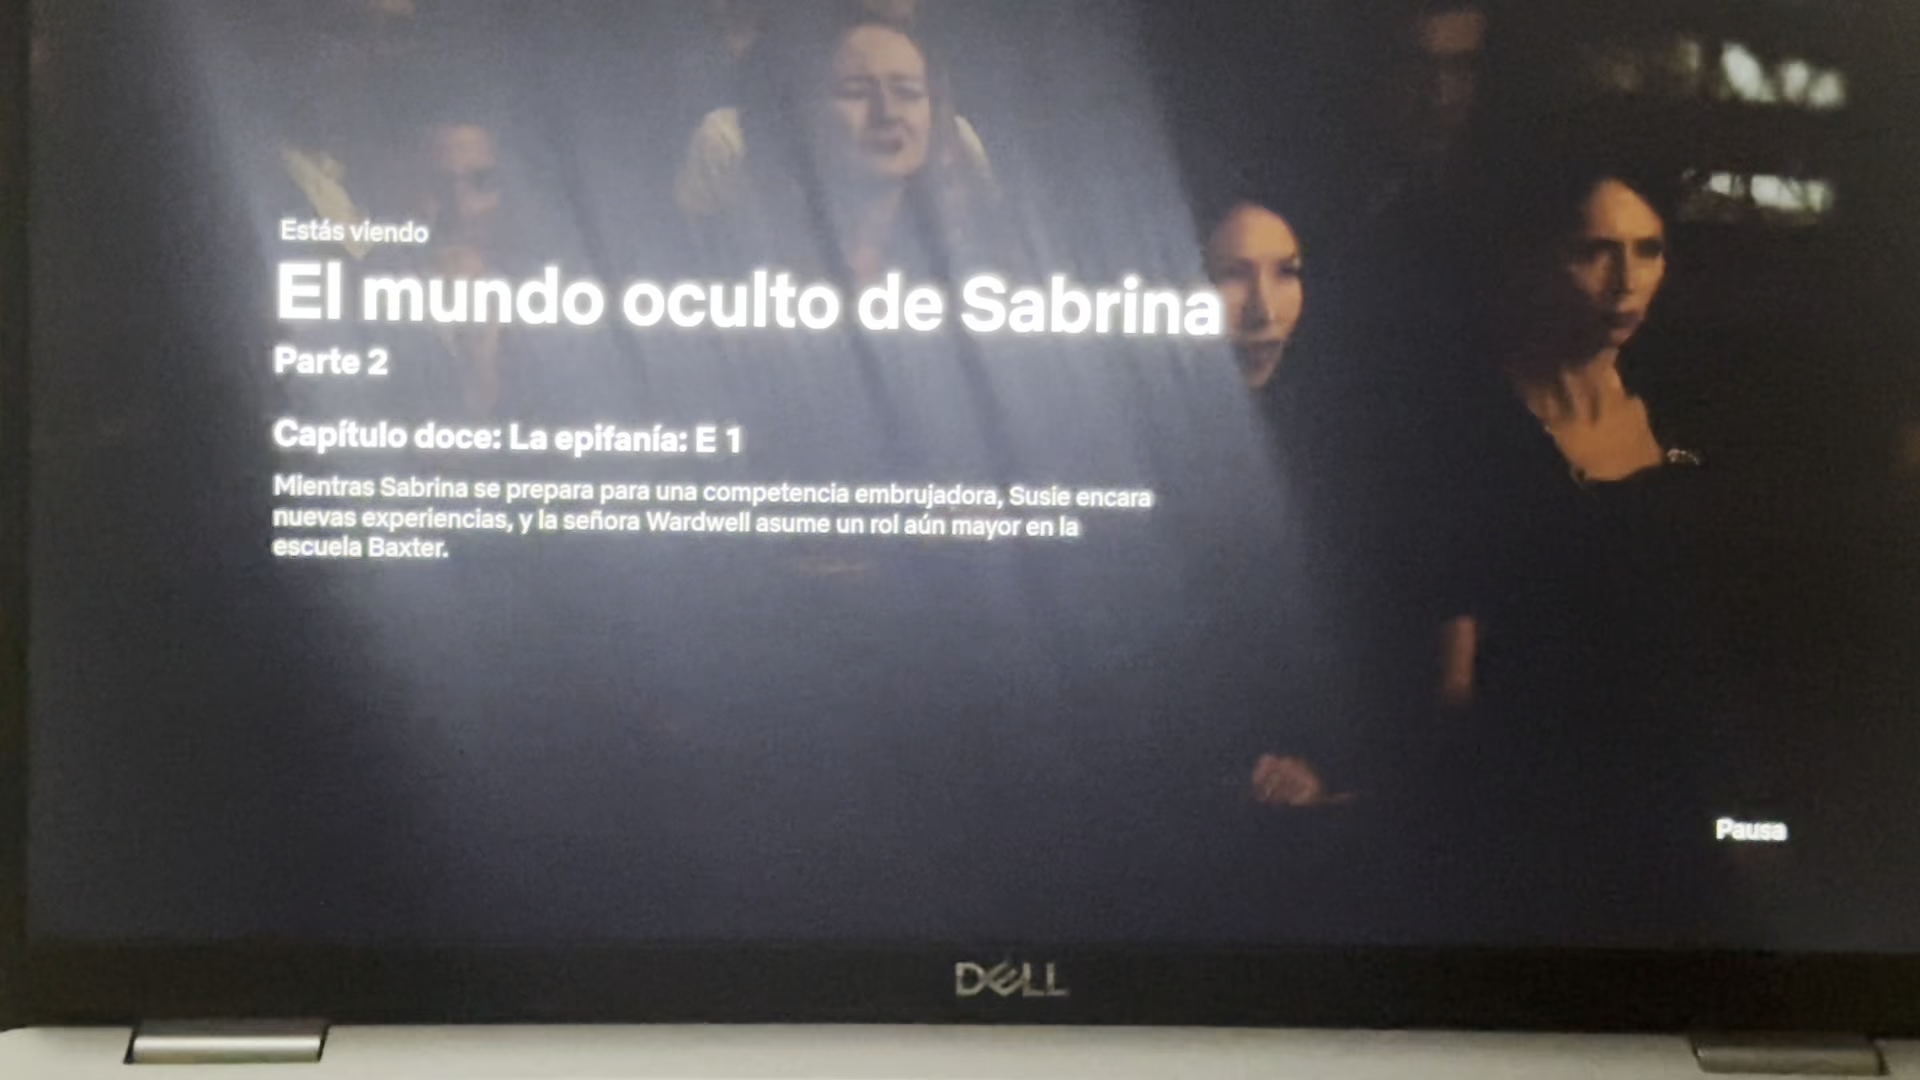 Estás viendo
El mundo oculto de Sabrina
Parte 2
Capítulo doce: La epifanía: E 1
Mientras Sabrina se prepara para una competencia embrujadora, Susie encara
nuevas experiencias, y la señora Wardwell asume un rol aún mayor en la
escuela Baxter.
Pausa
DELL